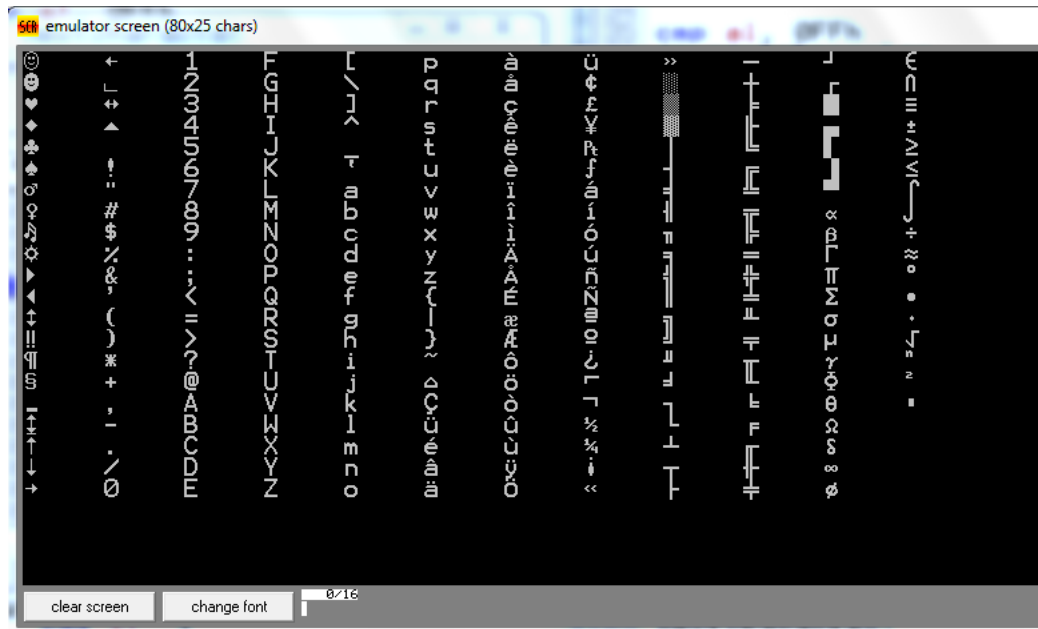 emulator screen (80x25 chars)
☺ ← 1 F [ p à Ü » ─ ┘ ε
☻ ∟ 2 G \ q å ¢ ░ ┼ ┌ ∩
♥ ↔ 3 H ] r ç £ ▒ ╞ █ ≡
♦ ▲ 4 I ^ s ê ¥ ▓ ╟ ▄ ±
♣ 5 J _ t ë ₧ │ ╚ ▌ ≥
♠ ! 6 K ` u è ƒ ┤ ╔ ▐ ≤
♂ " 7 L a v ï á ╡ ╩ ▀ ⌠
♀ # 8 M b w î í ╢ ╦ α ⌡
♫ $ 9 N c x ì ó ╖ ╠ ß ÷
☼ % : O d y Ä ú ╕ ═ Γ ≈
► & ; P e z Å ñ ╣ ╬ π °
◄ ' < Q f { É Ñ ║ ╧ Σ ∙
↕ ( = R g | æ ª ╗ ╨ σ ·
‼ ) > S h } Æ º ╝ ╤ µ √
¶ * ? T i ~ ô ¿ ╜ ╥ τ ⁿ
§ + @ U j ⌂ ö ⌐ ╛ ╙ Φ ²
▬ , A V k Ç ò ¬ ┐ ╘ Θ ■
↨ - B W l ü û ½ └ ╒ Ω
↑ . C X m é ù ¼ ┴ ╓ δ
↓ / D Y n â ÿ ¡ ┬ ╫ ∞
→ 0 E Z o ä Ö « ├ ╪ φ
clear screen change font 0/16